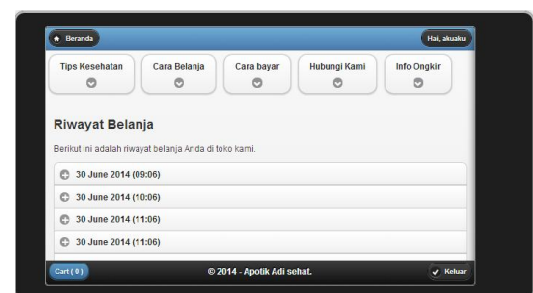 Beranda
Hai, akuaku
Tips Kesehatan
Cara Belanja
Cara bayar
Hubungi Kami
Info Ongkir
Riwayat Belanja
Berikut ini adalah riwayat belanja Anda di toko kami.
30 June 2014 (09:06)
30 June 2014 (10:06)
30 June 2014 (11:06)
30 June 2014 (11:06)
Cart ( 0 )
© 2014 - Apotik Adi sehat.
Keluar